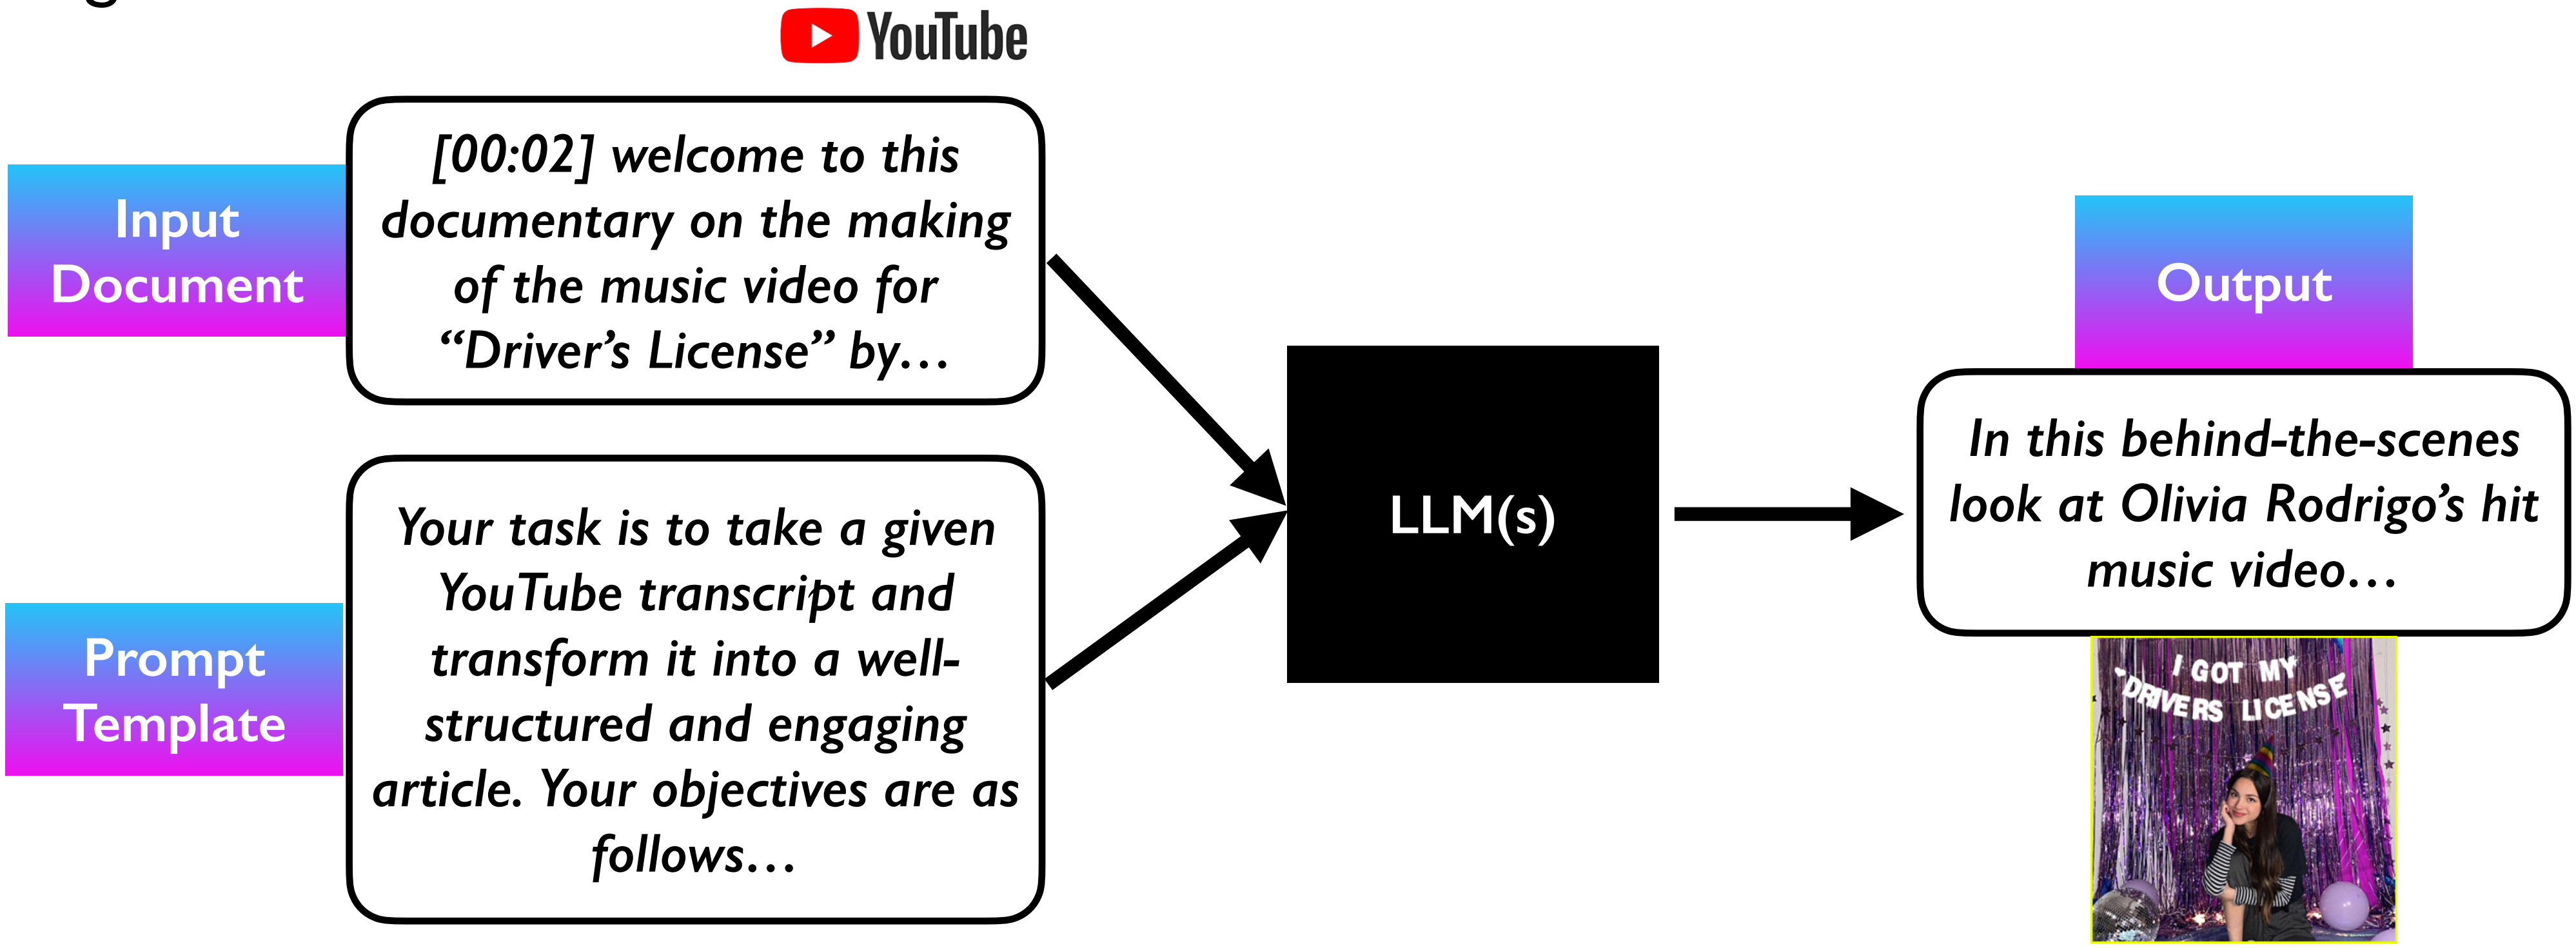 YouTube
Input
Document
[00:02] welcome to this
documentary on the making
of the music video for
“Driver’s License” by…
Prompt
Template
Your task is to take a given
YouTube transcript and
transform it into a well-
structured and engaging
article. Your objectives are as
follows…
LLM(s)
Output
In this behind-the-scenes
look at Olivia Rodrigo’s hit
music video…
I GOT MY
DRIVERS LICENSE